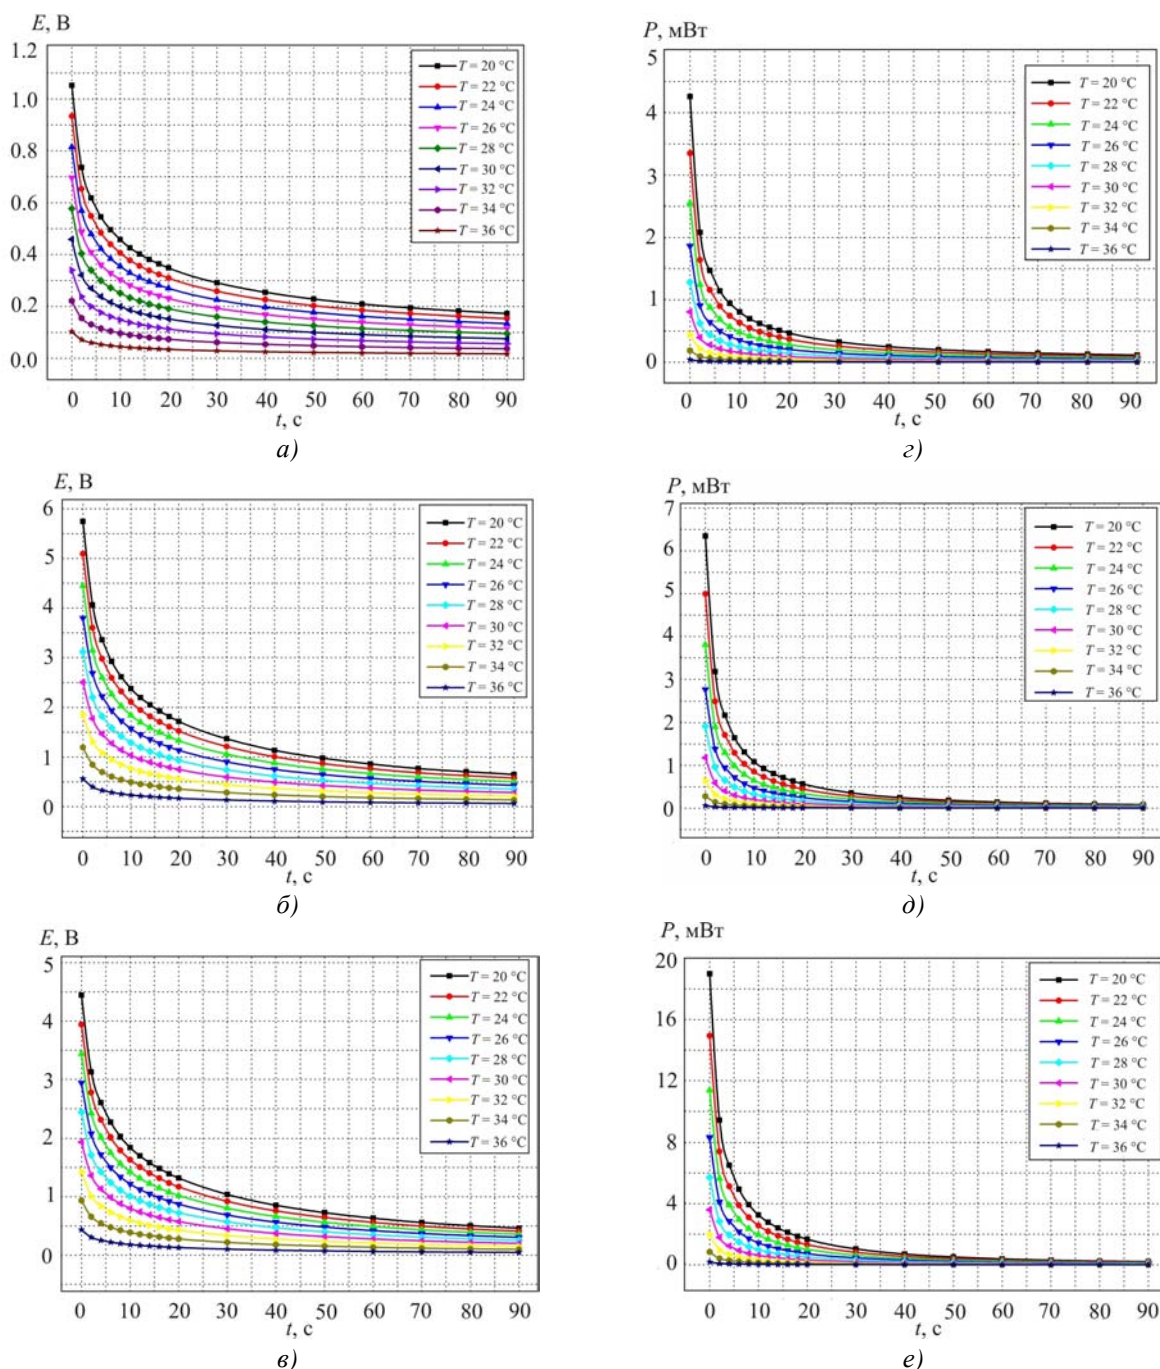 E, В
1.2
1.0
0.8
0.6
0.4
0.2
0.0
0 10 20 30 40 50 60 70 80 90
t, с
T = 20 °C
T = 22 °C
T = 24 °C
T = 26 °C
T = 28 °C
T = 30 °C
T = 32 °C
T = 34 °C
T = 36 °C
а)
P, мВт
5
4
3
2
1
0
0 10 20 30 40 50 60 70 80 90
t, с
T = 20 °C
T = 22 °C
T = 24 °C
T = 26 °C
T = 28 °C
T = 30 °C
T = 32 °C
T = 34 °C
T = 36 °C
г)
E, В
6
5
4
3
2
1
0
0 10 20 30 40 50 60 70 80 90
t, с
T = 20 °C
T = 22 °C
T = 24 °C
T = 26 °C
T = 28 °C
T = 30 °C
T = 32 °C
T = 34 °C
T = 36 °C
б)
P, мВт
7
6
5
4
3
2
1
0
0 10 20 30 40 50 60 70 80 90
t, с
T = 20 °C
T = 22 °C
T = 24 °C
T = 26 °C
T = 28 °C
T = 30 °C
T = 32 °C
T = 34 °C
T = 36 °C
д)
E, В
5
4
3
2
1
0
0 10 20 30 40 50 60 70 80 90
t, с
T = 20 °C
T = 22 °C
T = 24 °C
T = 26 °C
T = 28 °C
T = 30 °C
T = 32 °C
T = 34 °C
T = 36 °C
в)
P, мВт
20
16
12
8
4
0
0 10 20 30 40 50 60 70 80 90
t, с
T = 20 °C
T = 22 °C
T = 24 °C
T = 26 °C
T = 28 °C
T = 30 °C
T = 32 °C
T = 34 °C
T = 36 °C
е)